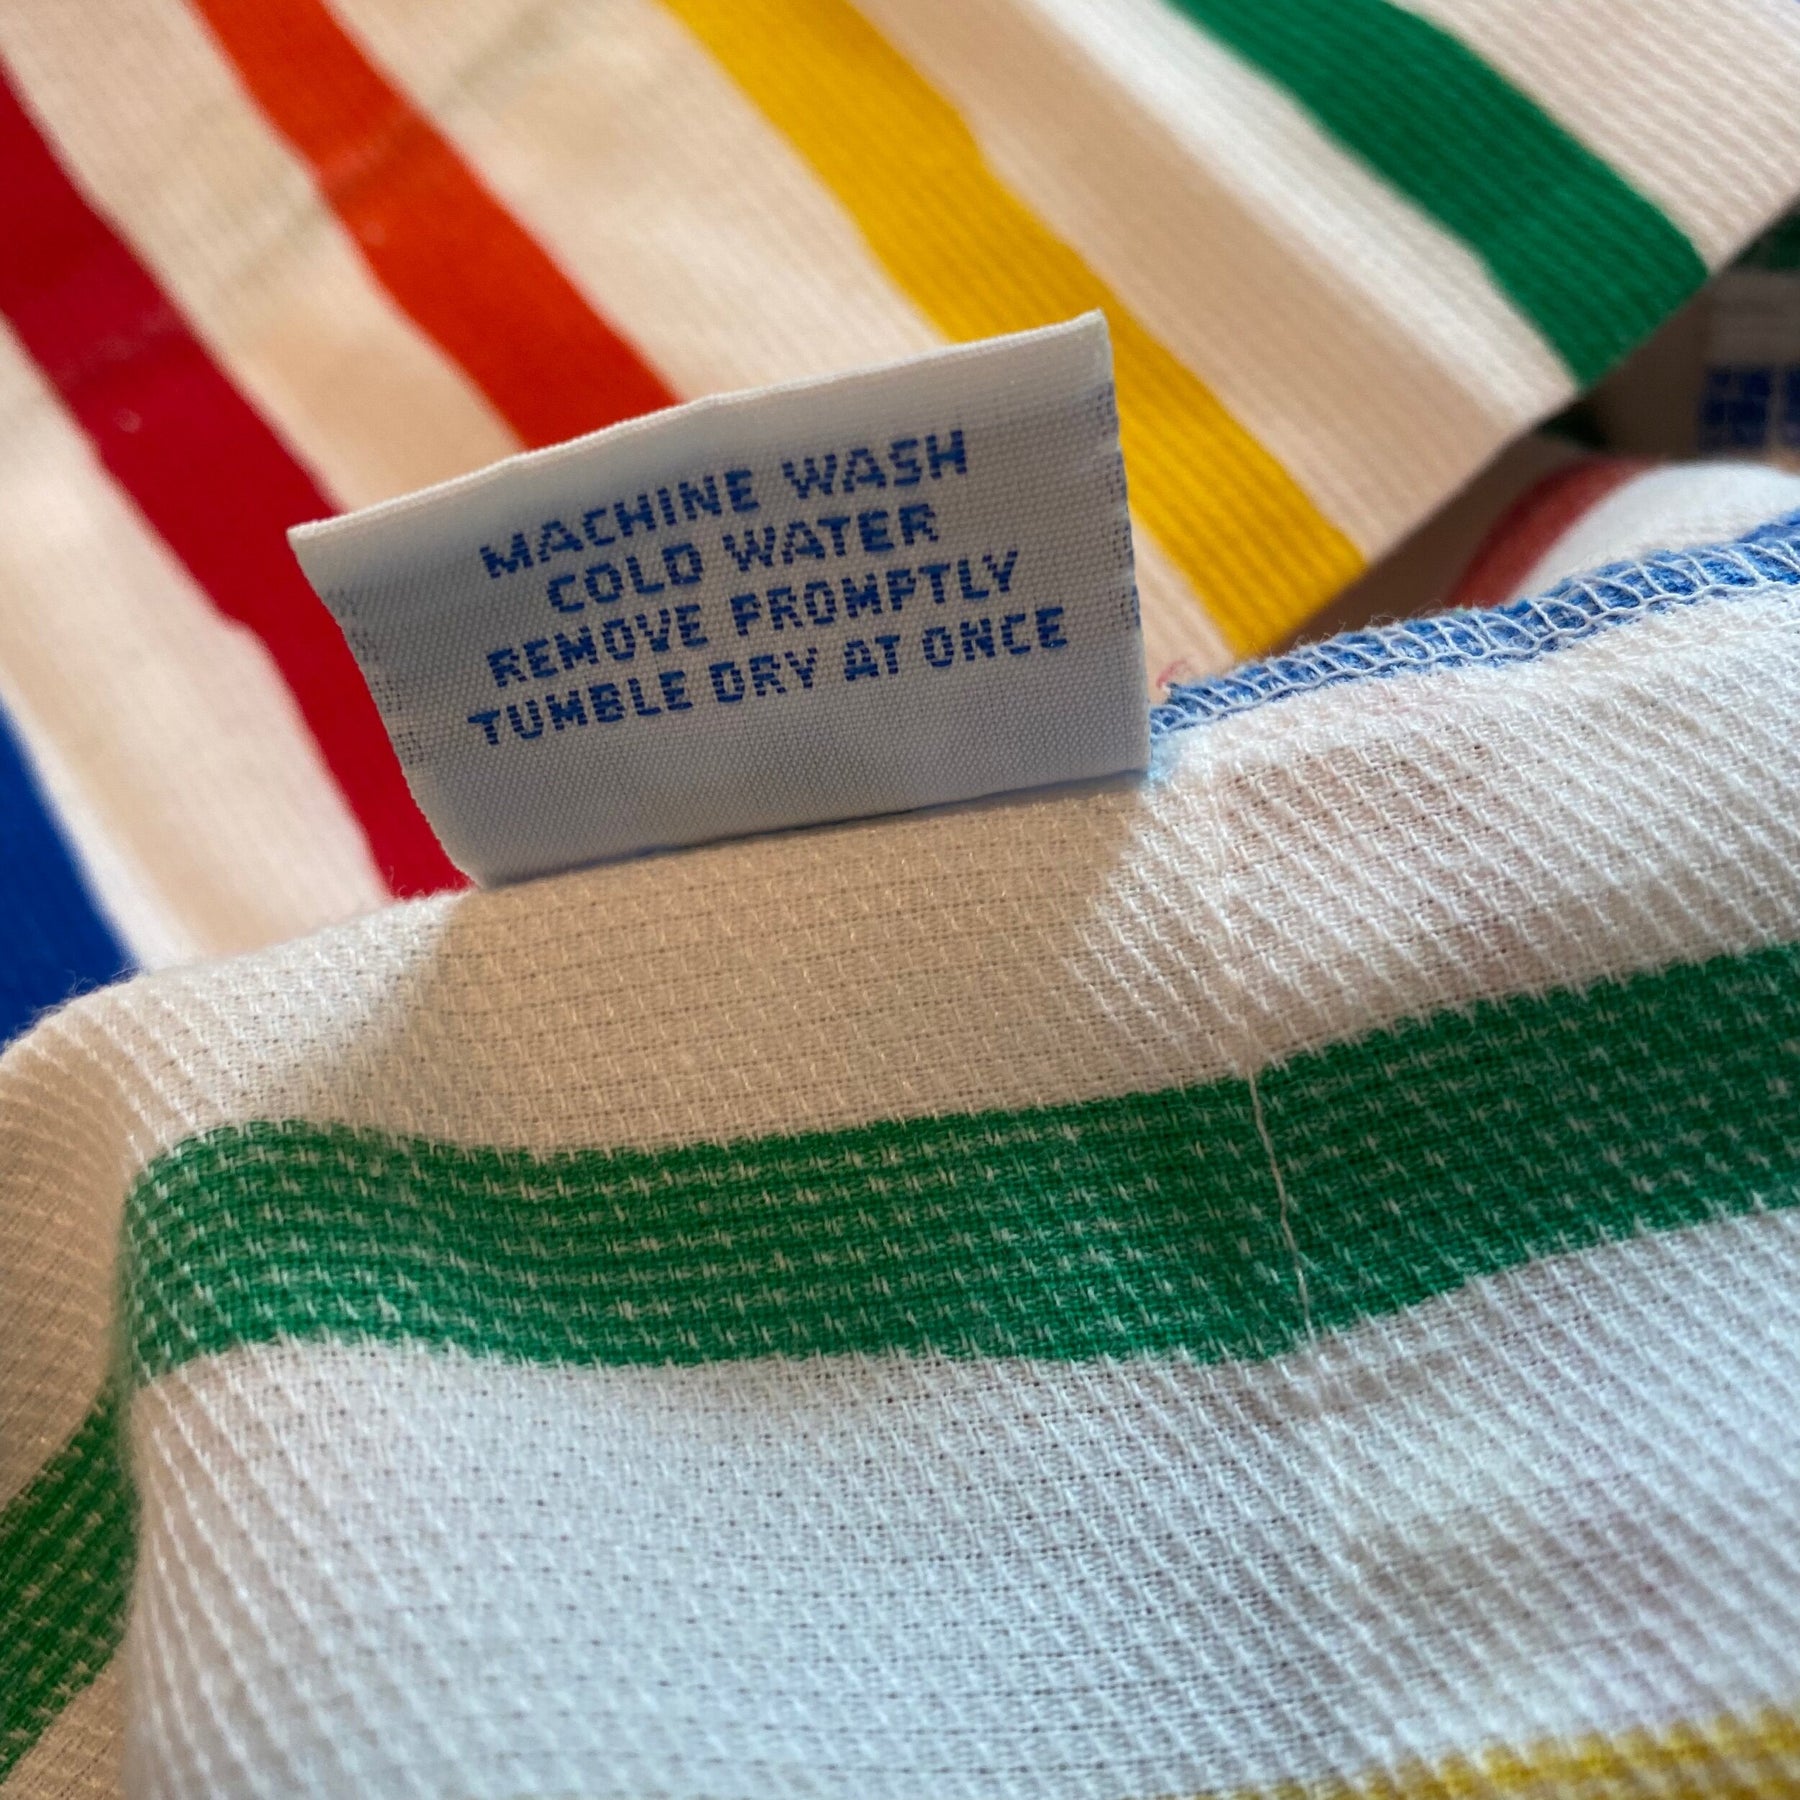 MACHINE WASH
COLD WATER
REMOVE PROMPTLY
TUMBLE DRY AT ONCE